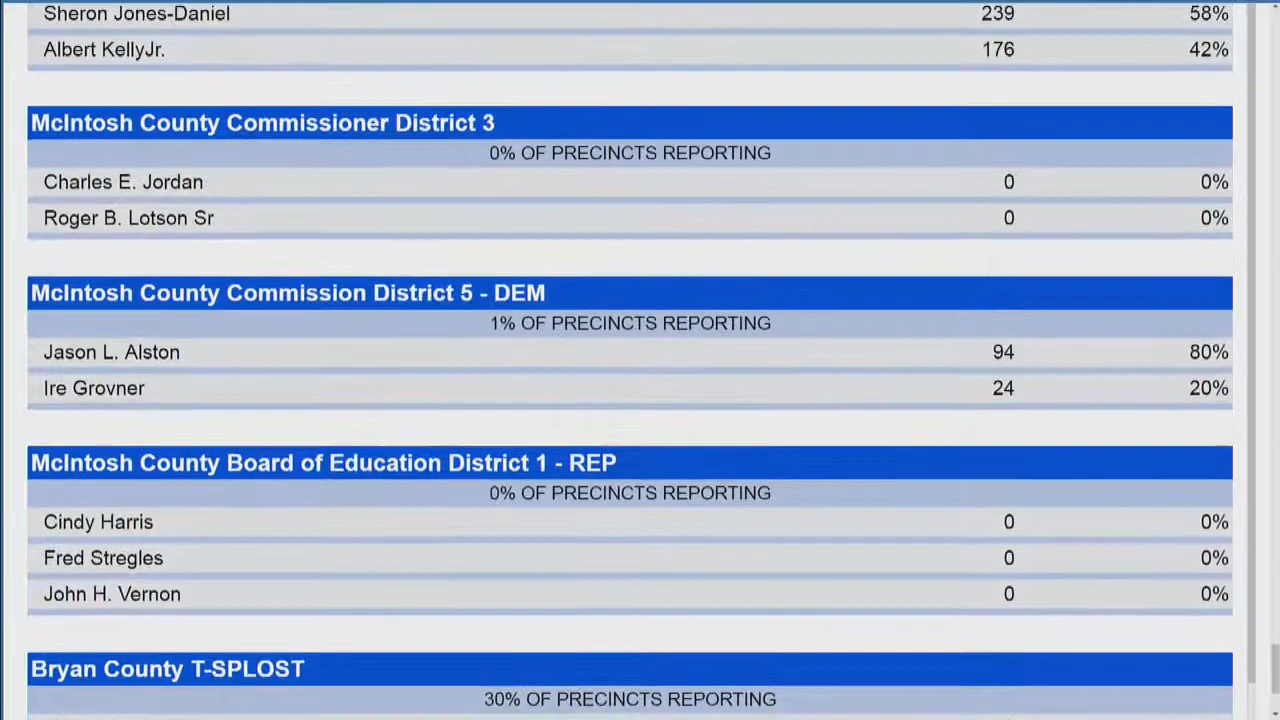 Sheron Jones-Daniel 239 58%
Albert KellyJr. 176 42%
McIntosh County Commissioner District 3
0% OF PRECINCTS REPORTING
Charles E. Jordan 0 0%
Roger B. Lotson Sr 0 0%
McIntosh County Commission District 5 - DEM
1% OF PRECINCTS REPORTING
Jason L. Alston 94 80%
Ire Grovner 24 20%
McIntosh County Board of Education District 1 - REP
0% OF PRECINCTS REPORTING
Cindy Harris 0 0%
Fred Stregles 0 0%
John H. Vernon 0 0%
Bryan County T-SPLOST
30% OF PRECINCTS REPORTING